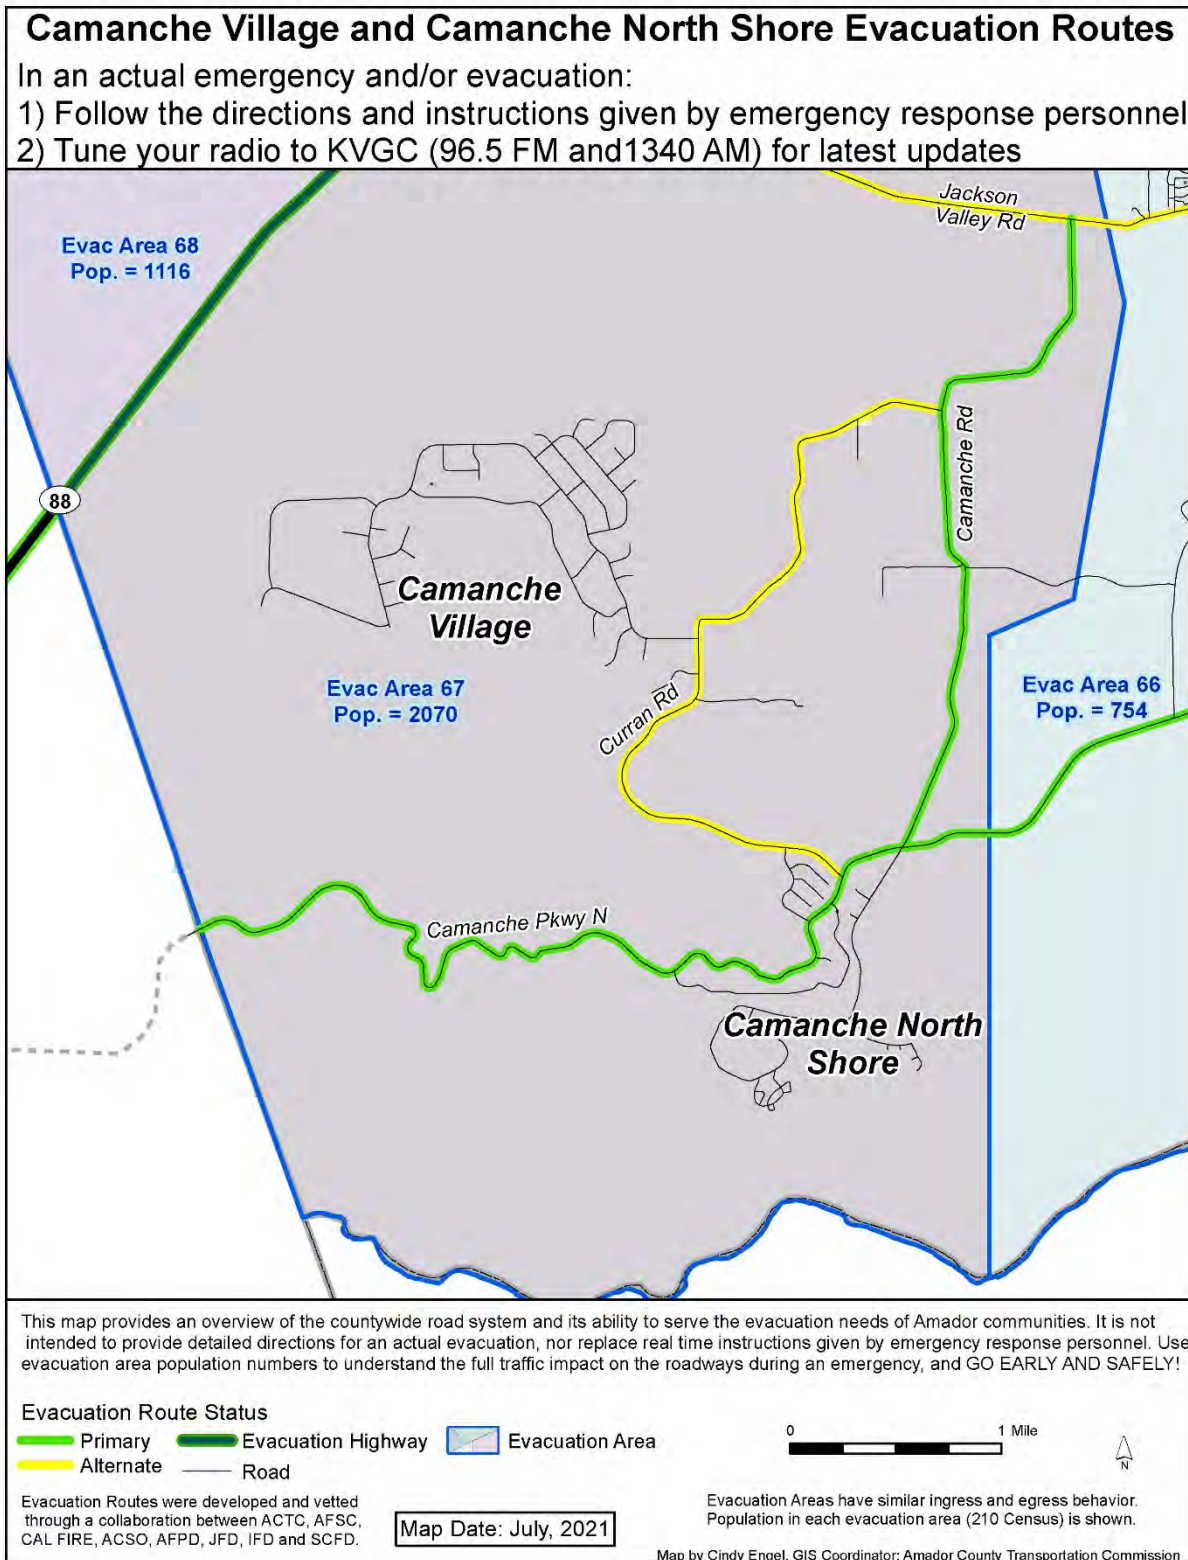 Camanche Village and Camanche North Shore Evacuation Routes
In an actual emergency and/or evacuation:
1) Follow the directions and instructions given by emergency response personnel
2) Tune your radio to KVGC (96.5 FM and1340 AM) for latest updates
Jackson
Valley Rd
Evac Area 68
Pop. = 1116
Camanche Rd
88
Camanche
Village
Evac Area 67
Pop. = 2070
Evac Area 66
Pop. = 754
Curran Rd
Camanche Pkwy N
Camanche North
Shore
This map provides an overview of the countywide road system and its ability to serve the evacuation needs of Amador communities. It is not
intended to provide detailed directions for an actual evacuation, nor replace real time instructions given by emergency response personnel. Use
evacuation area population numbers to understand the full traffic impact on the roadways during an emergency, and GO EARLY AND SAFELY!
Evacuation Route Status
Primary
Evacuation Highway
Evacuation Area
Alternate
Road
0
1 Mile
N
Evacuation Routes were developed and vetted
through a collaboration between ACTC, AFSC,
CAL FIRE, ACSO, AFPD, JFD, IFD and SCFD.
Map Date: July, 2021
Evacuation Areas have similar ingress and egress behavior.
Population in each evacuation area (210 Census) is shown.
Map by Cindy Engel, GIS Coordinator: Amador County Transportation Commission